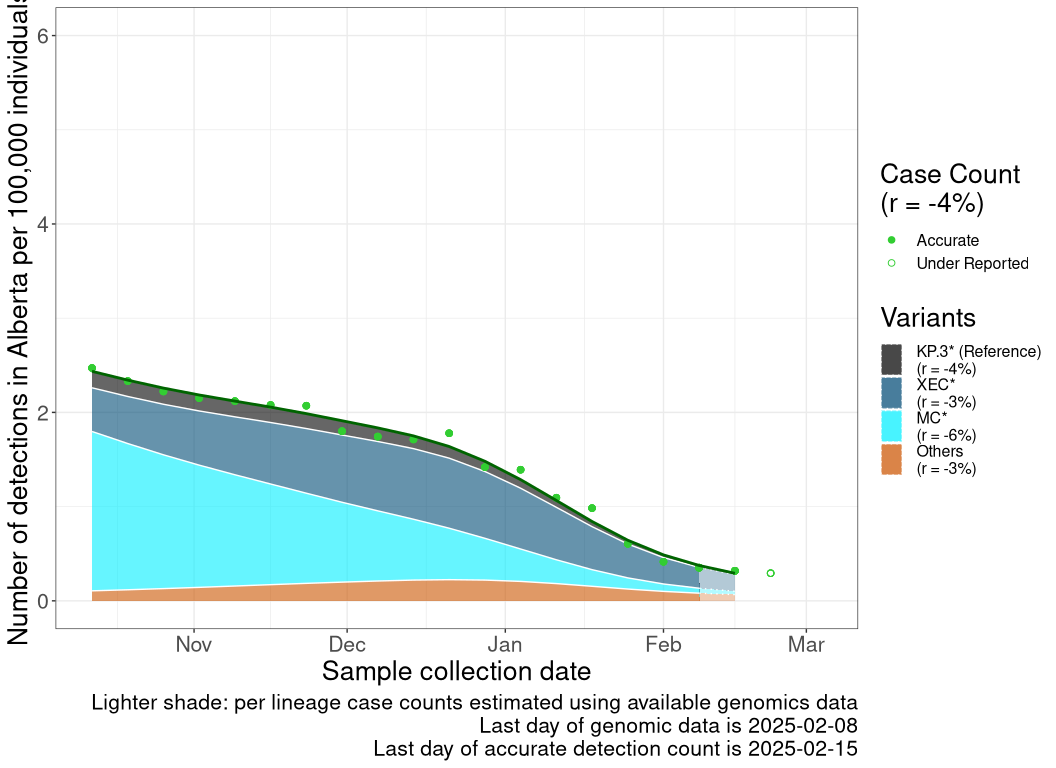 Number of detections in Alberta per 100,000 individuals
6
4
2
0
Nov Dec Jan Feb Mar
Sample collection date
Lighter shade: per lineage case counts estimated using available genomics data
Last day of genomic data is 2025-02-08
Last day of accurate detection count is 2025-02-15
Case Count
(r = -4%)
Accurate
Under Reported
Variants
KP.3* (Reference)
(r = -4%)
XEC*
(r = -3%)
MC*
(r = -6%)
Others
(r = -3%)